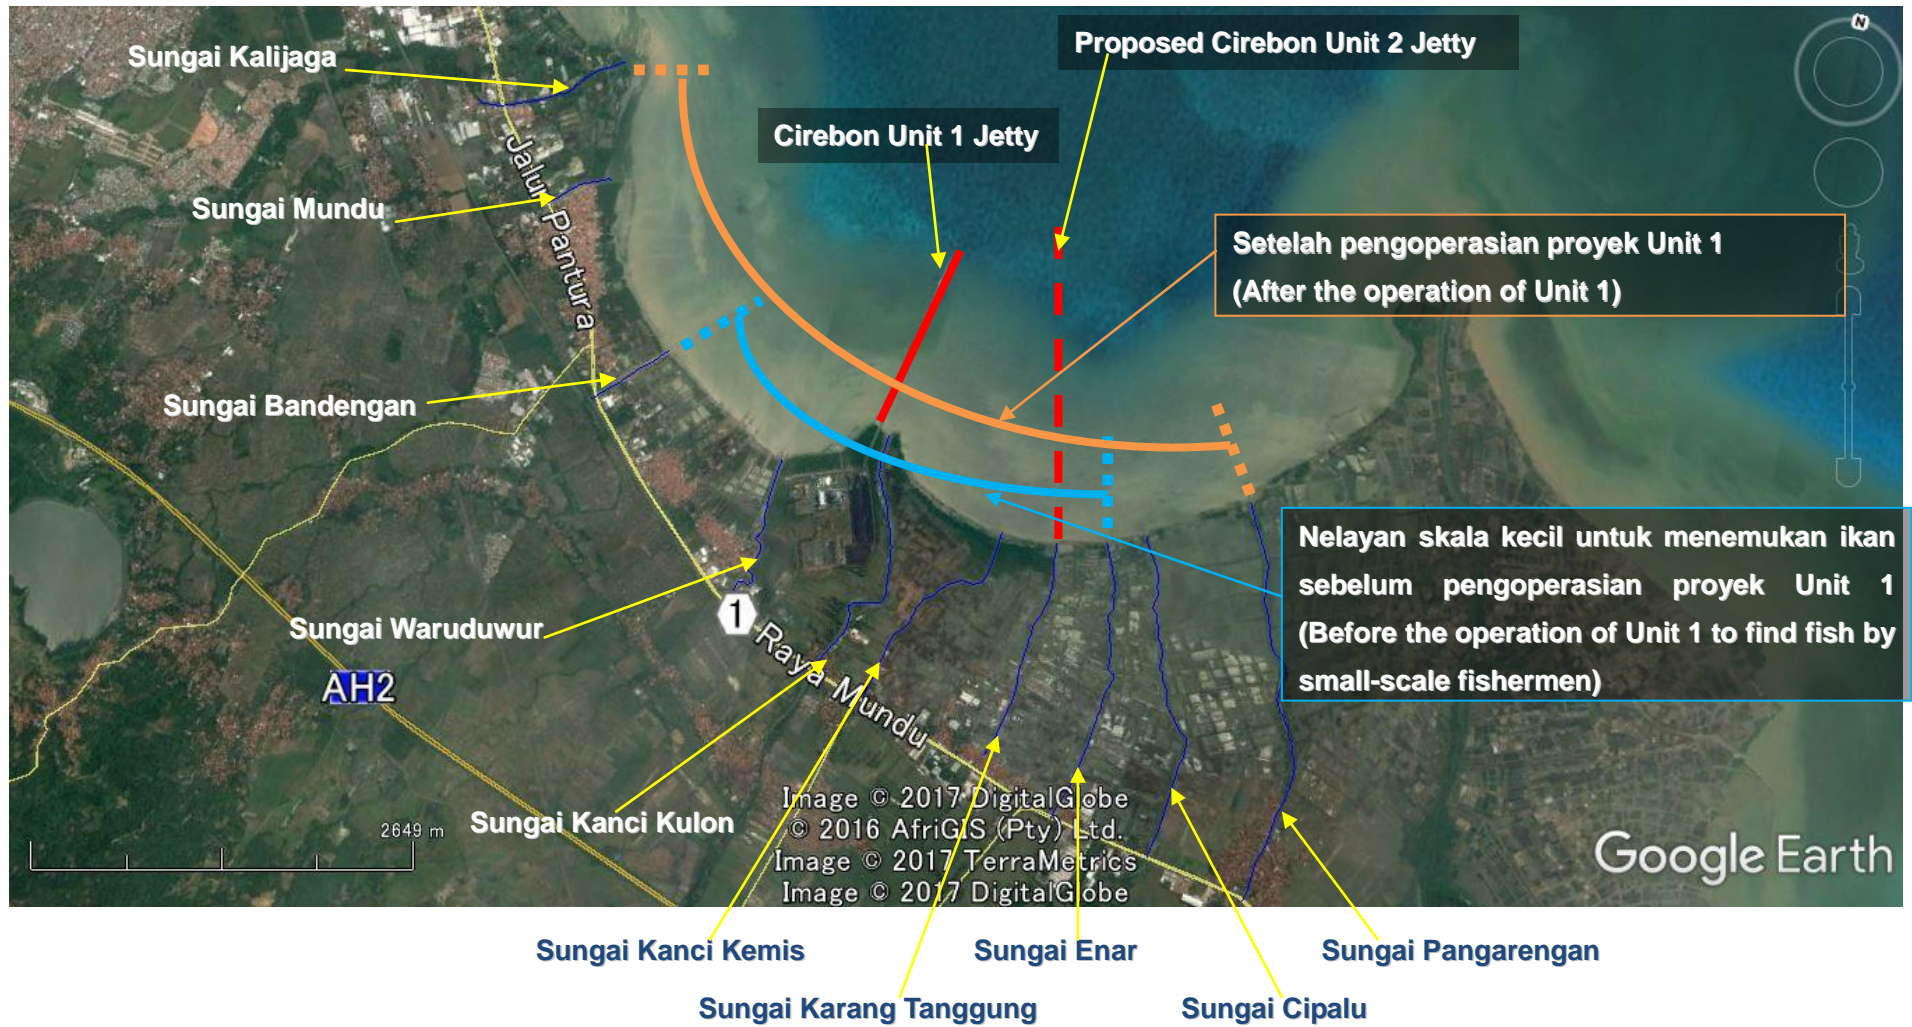 N
Proposed Cirebon Unit 2 Jetty
Sungai Kalijaga
Cirebon Unit 1 Jetty
Jalur Pantura
Sungai Mundu
Setelah pengoperasian proyek Unit 1
(After the operation of Unit 1)
Sungai Bandengan
Nelayan skala kecil untuk menemukan ikan
sebelum pengoperasian proyek Unit 1
(Before the operation of Unit 1 to find fish by
small-scale fishermen)
1
Raya Mundu
Sungai Waruduwur
AH2
Sungai Kanci Kulon
2649 m
Image © 2017 DigitalGlobe
© 2016 AfriGIS (Pty) Ltd.
Image © 2017 TerraMetrics
Image © 2017 DigitalGlobe
Google Earth
Sungai Kanci Kemis
Sungai Enar
Sungai Pangarengan
Sungai Karang Tanggung
Sungai Cipalu